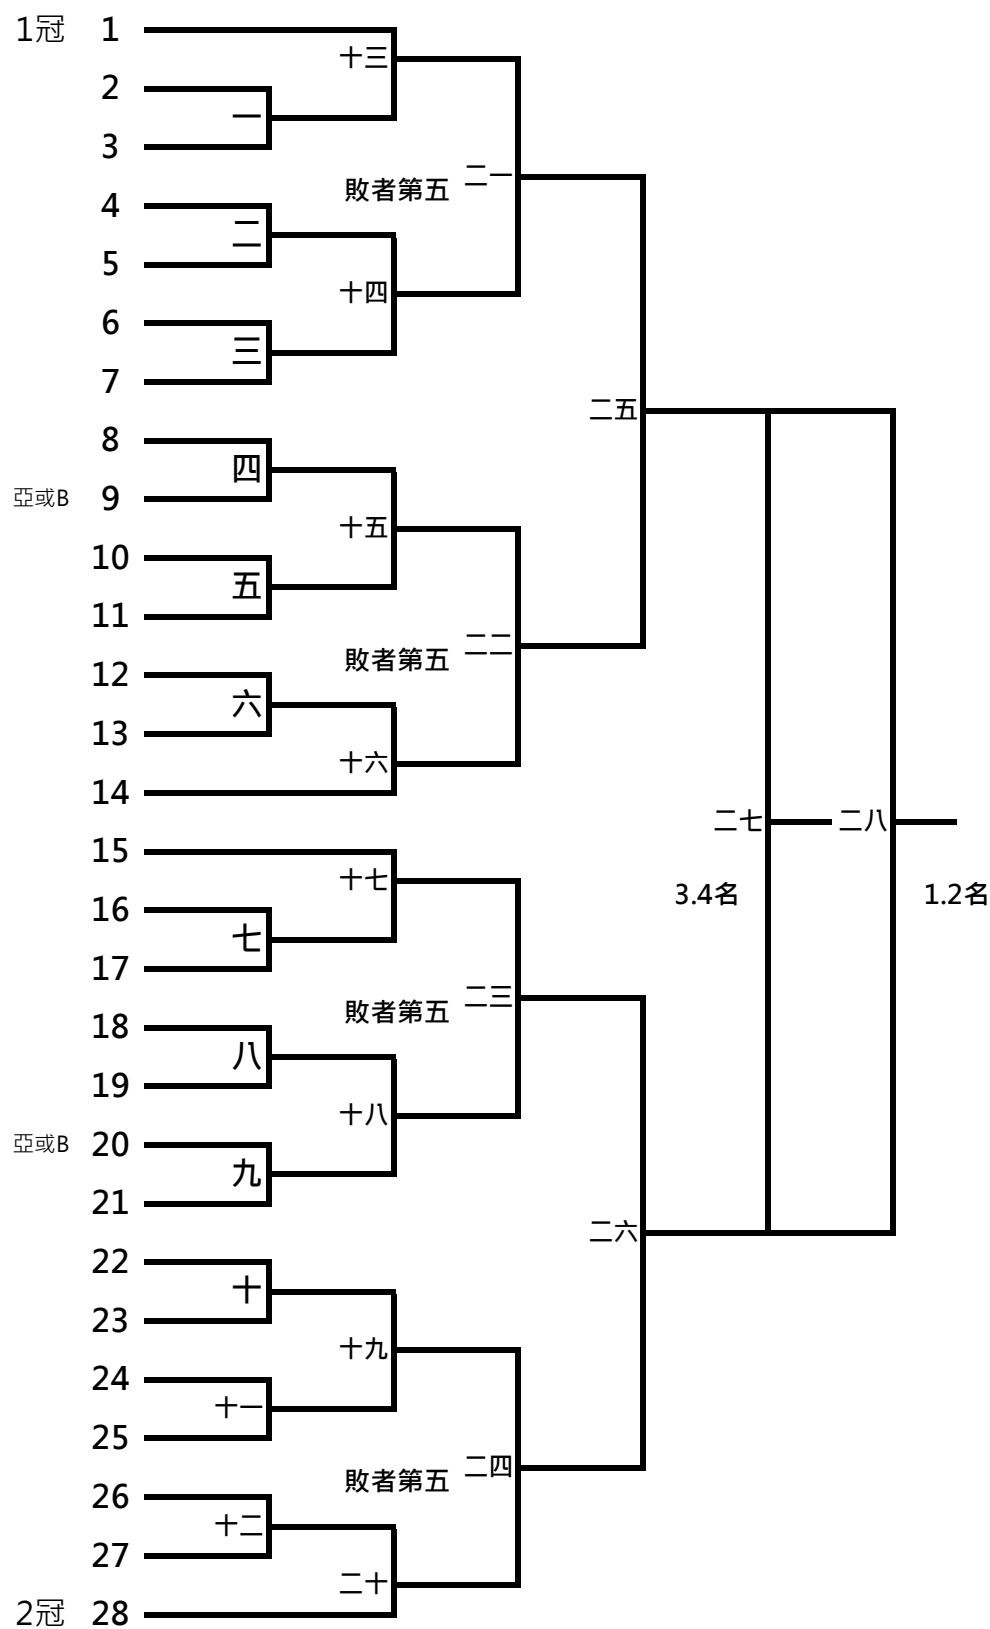 1冠 1
十三
2
一
3
敗者第五 二一
4
二
5
十四
6
三
7
二五
8
四
亞或B 9
十五
10
五
11
敗者第五 二二
12
六
13
十六
14
二七 二八
15
十七
3.4名 1.2名
16
七
17
敗者第五 二三
18
八
19
十八
亞或B 20
九
21
二六
22
十
23
十九
24
十一
25
敗者第五 二四
26
十二
27
二十
2冠 28